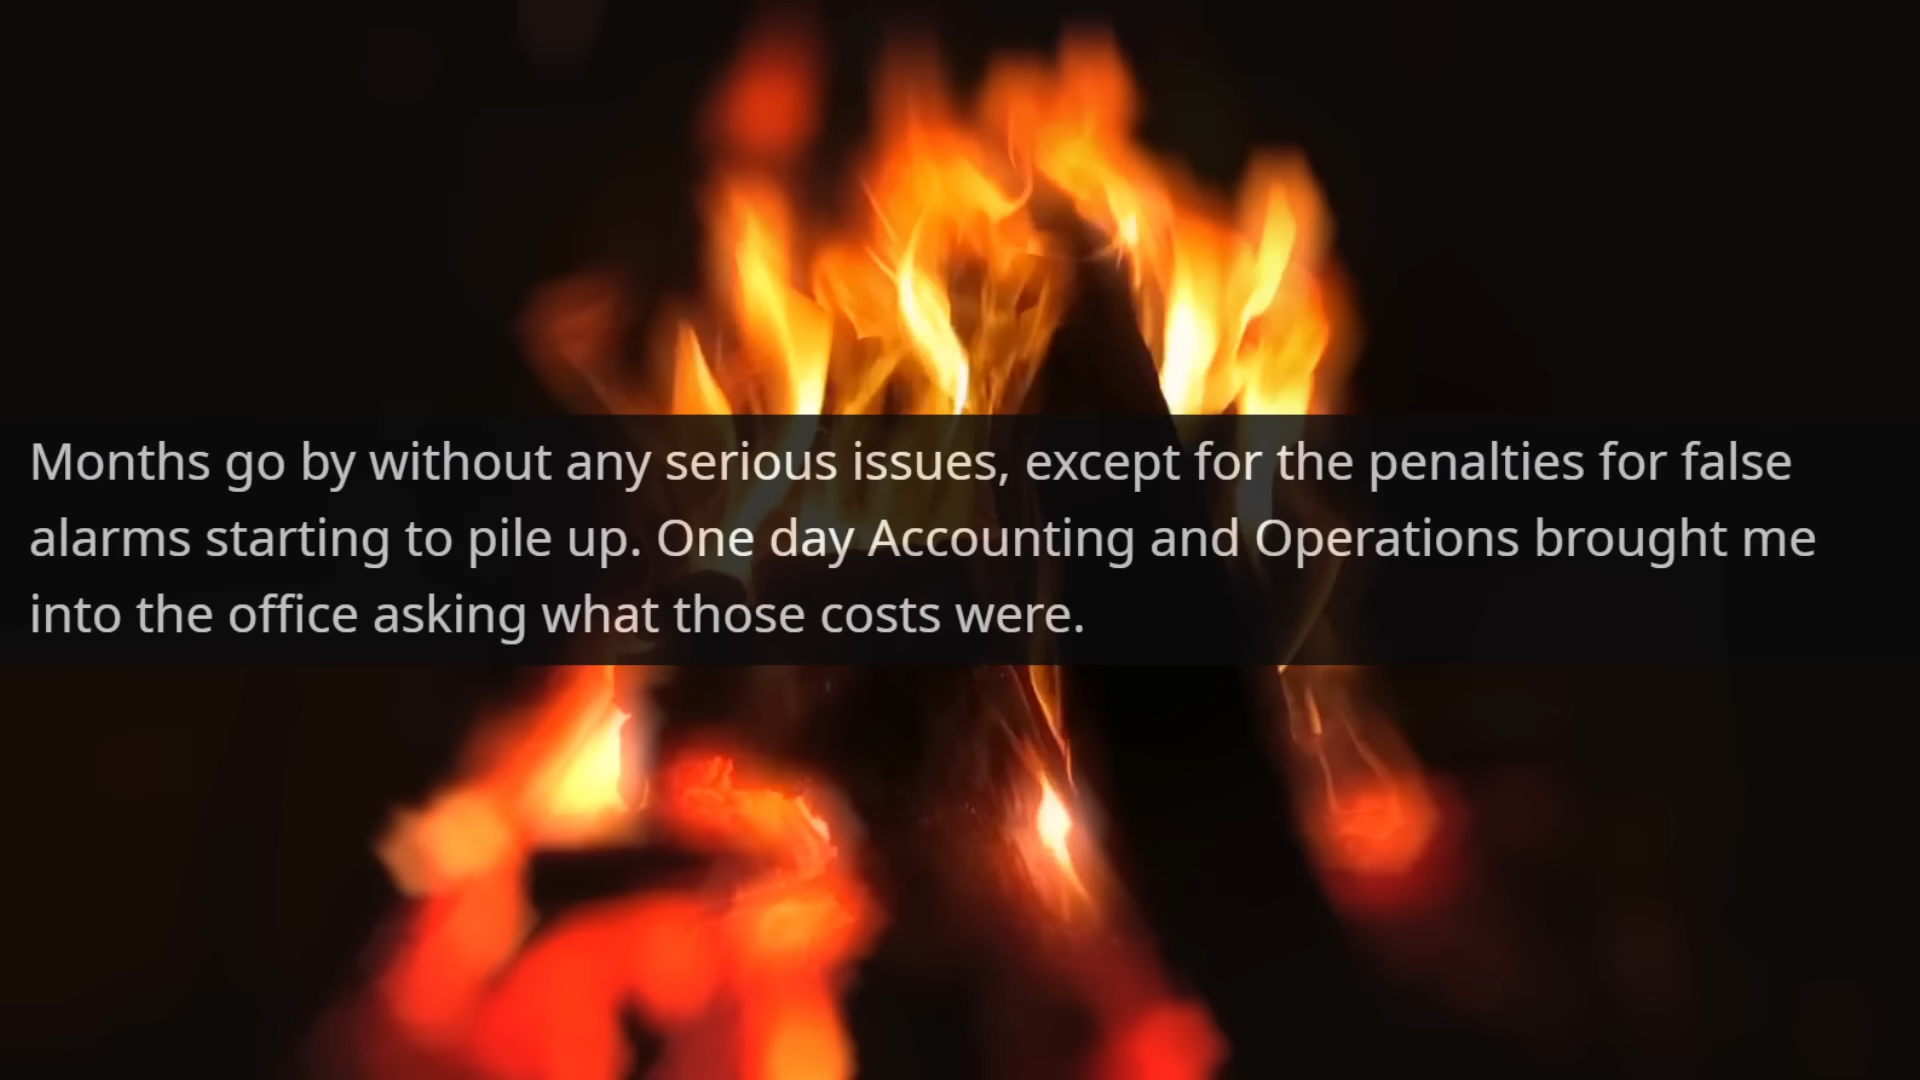 Months go by without any serious issues, except for the penalties for false
alarms starting to pile up. One day Accounting and Operations brought me
into the office asking what those costs were.